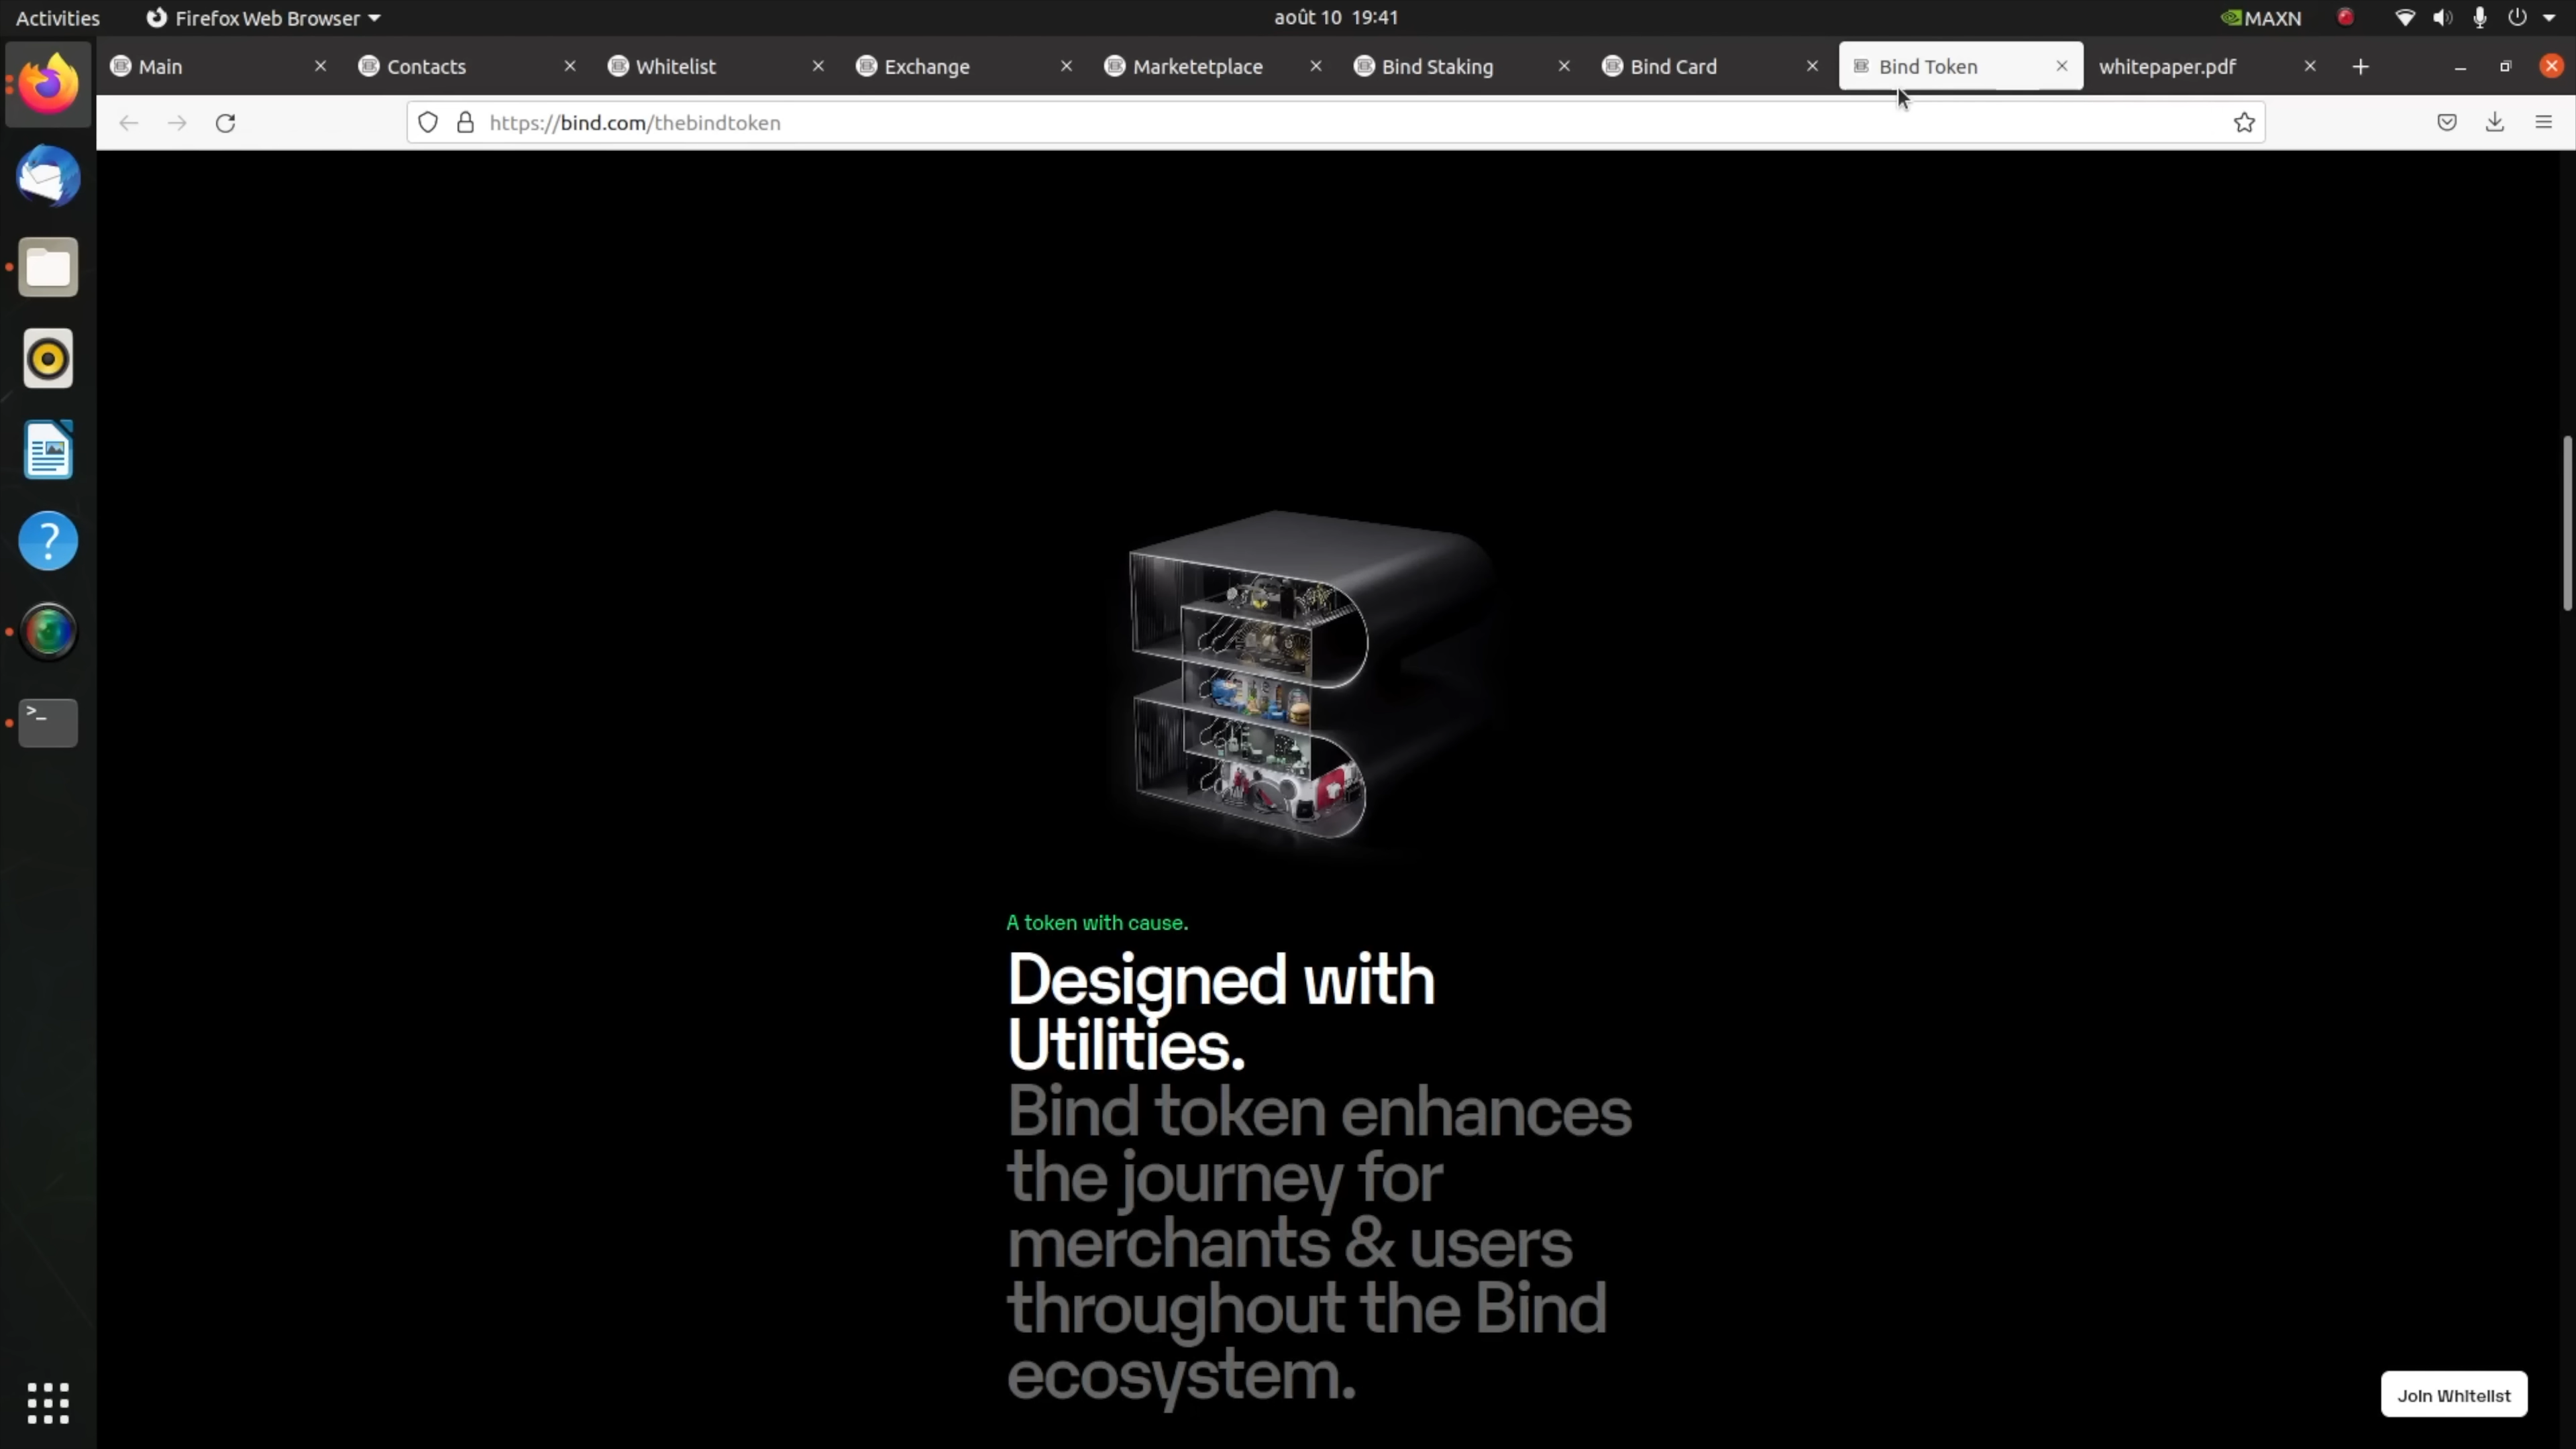 Activities
Firefox Web Browser
août 10 19:41
MAXN
Main
Contacts
Whitelist
Exchange
Marketetplace
Bind Staking
Bind Card
Bind Token
whitepaper.pdf
https://bind.com/thebindtoken
A token with cause.
Designed with
Utilities.
Bind token enhances
the journey for
merchants & users
throughout the Bind
ecosystem.
Join Whitelist